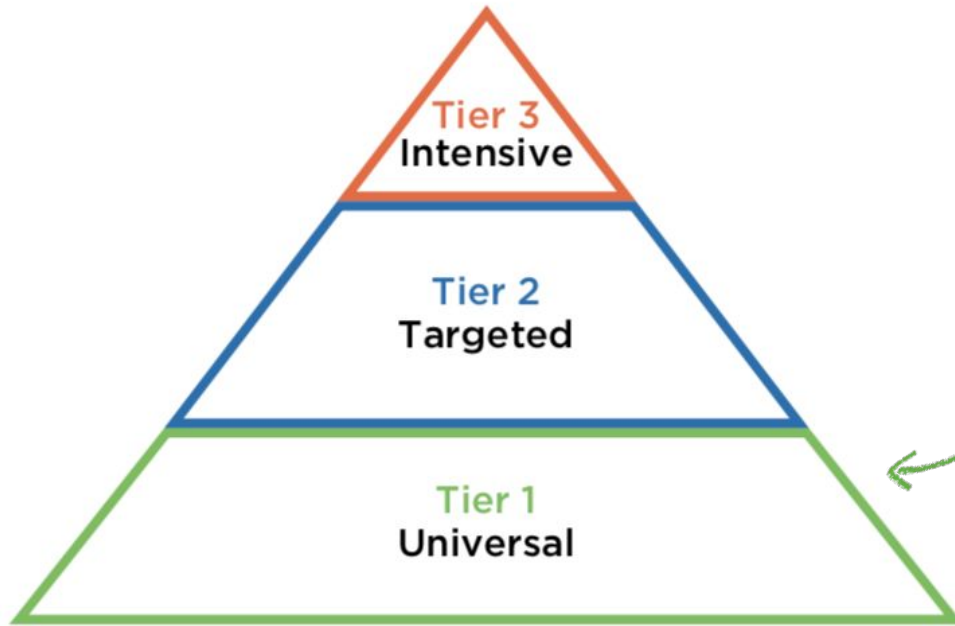 Tier 3
Intensive
Tier 2
Targeted
Tier 1
Universal